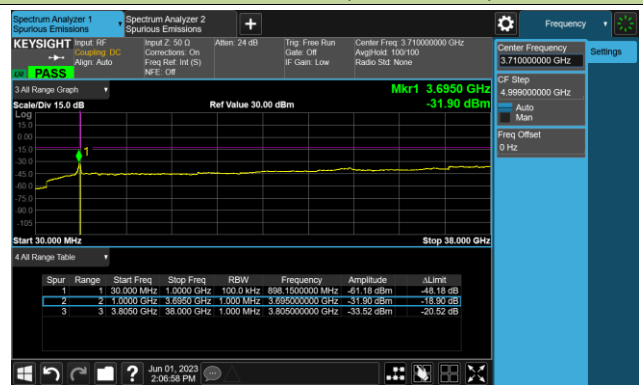 Spectrum Analyzer 1
Spurious Emissions
Spectrum Analyzer 2
Spurious Emissions
Frequency
KEYSIGHT Input: RF
Coupling: DC
Align: Auto
Input Z: 50 Ω
Corrections: On
Freq Ref: Int (S)
NFE: Off
Atten: 24 dB
Trig: Free Run
Gate: Off
IF Gain: Low
Center Freq: 3.710000000 GHz
Avg|Hold: 100/100
Radio Std: None
PASS
Center Frequency
3.710000000 GHz
Settings
CF Step
4.999000000 GHz
Auto
Man
Freq Offset
0 Hz
3 All Range Graph
Mkr1 3.6950 GHz
-31.90 dBm
Scale/Div 15.0 dB
Ref Value 30.00 dBm
Log
15.0
0.00
-15.0
-30.0
-45.0
-60.0
-75.0
-90.0
-105
1
Start 30.000 MHz
Stop 38.000 GHz
4 All Range Table
Spur Range Start Freq Stop Freq RBW Frequency Amplitude ΔLimit
1 1 30.000 MHz 1.0000 GHz 100.0 kHz 898.1500000 MHz -61.18 dBm -48.18 dB
2 2 1.0000 GHz 3.6950 GHz 1.000 MHz 3.695000000 GHz -31.90 dBm -18.90 dB
3 3 3.8050 GHz 38.000 GHz 1.000 MHz 3.805000000 GHz -33.52 dBm -20.52 dB
Jun 01, 2023
2:06:58 PM